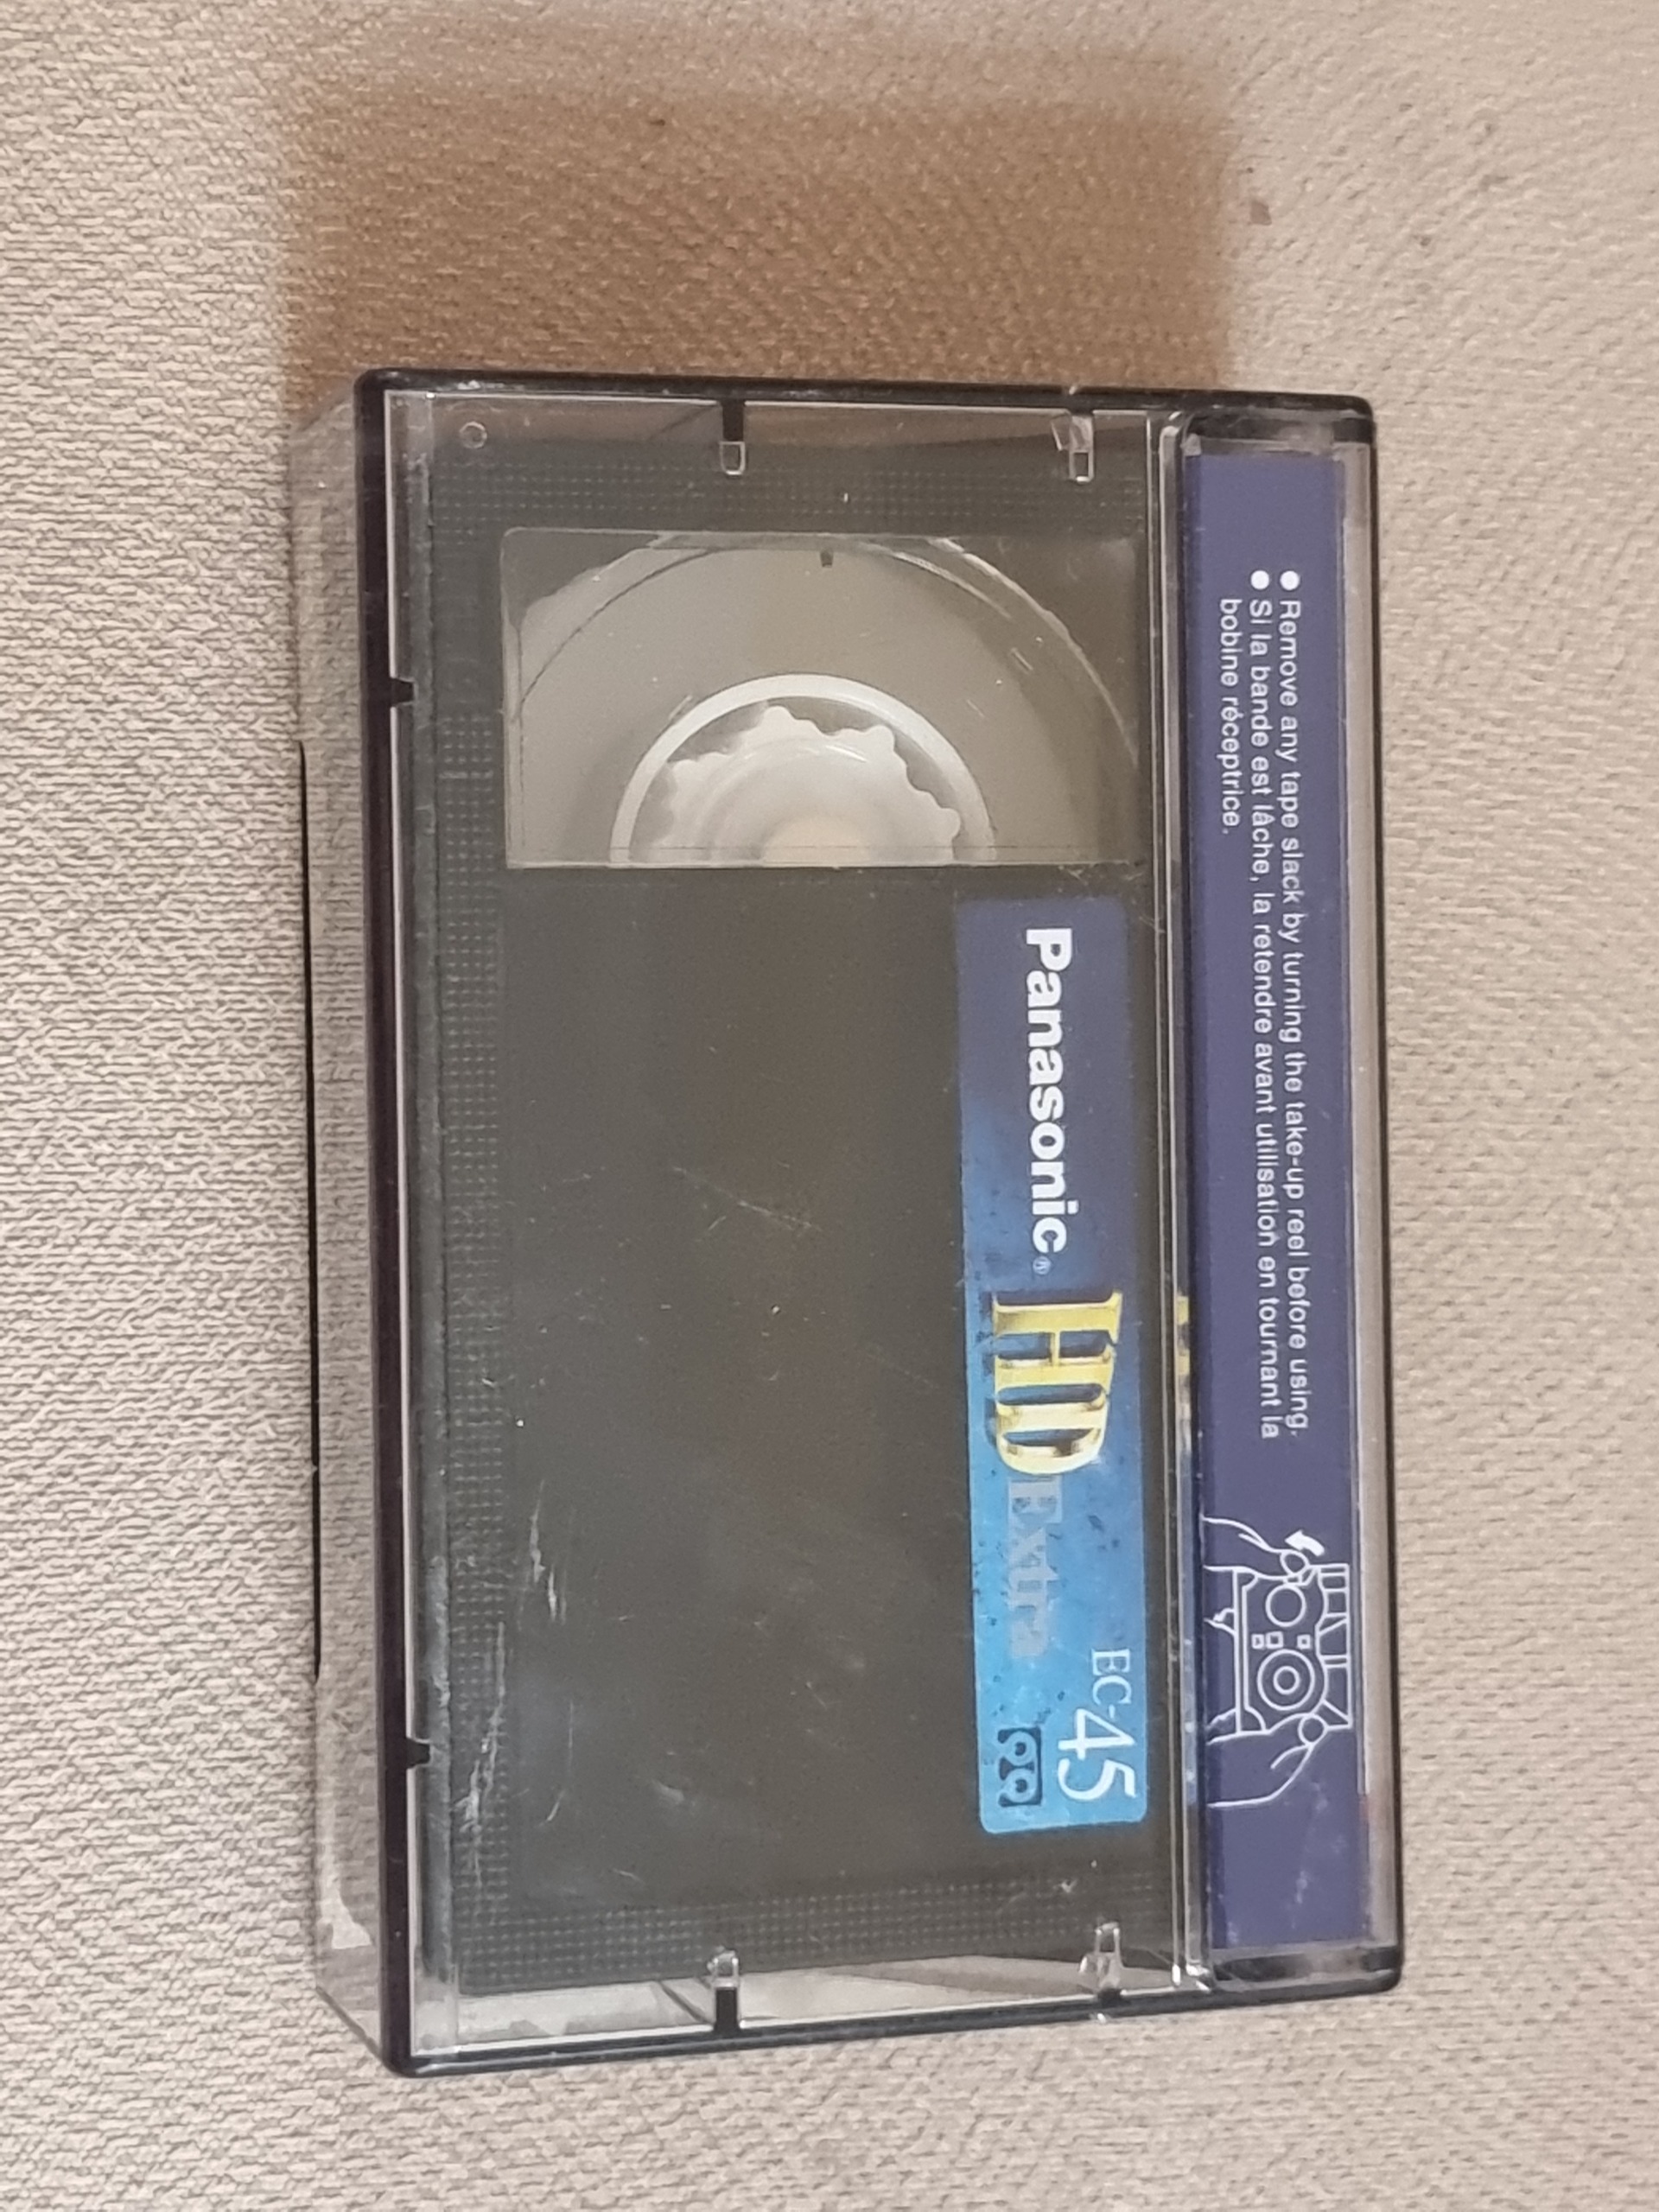 ● Remove any tape slack by turning the take-up reel before using.
● Si la bande est lâche, la retendre avant utilisation en tournant la
bobine réceptrice.
Panasonic® HD Extra EC-45